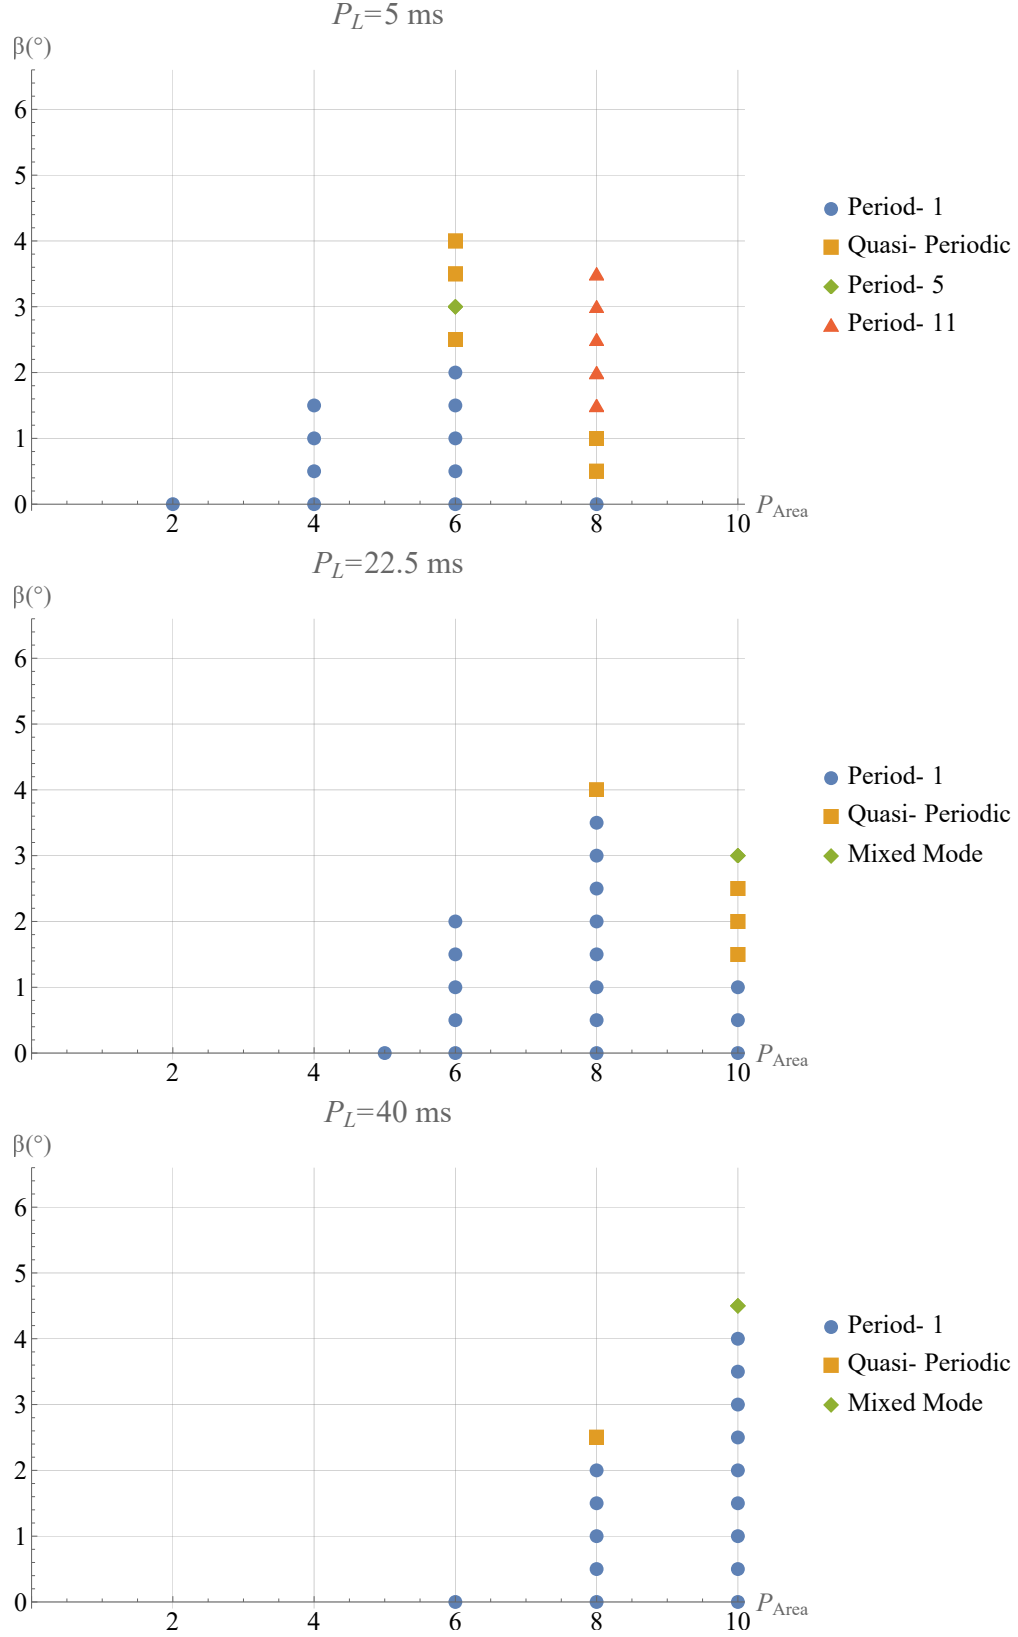 P_L=5 ms
β(°)
6
5
4
3
2
1
0
2 4 6 8 10 P_Area
Period- 1
Quasi- Periodic
Period- 5
Period- 11
P_L=22.5 ms
β(°)
6
5
4
3
2
1
0
2 4 6 8 10 P_Area
Period- 1
Quasi- Periodic
Mixed Mode
P_L=40 ms
β(°)
6
5
4
3
2
1
0
2 4 6 8 10 P_Area
Period- 1
Quasi- Periodic
Mixed Mode